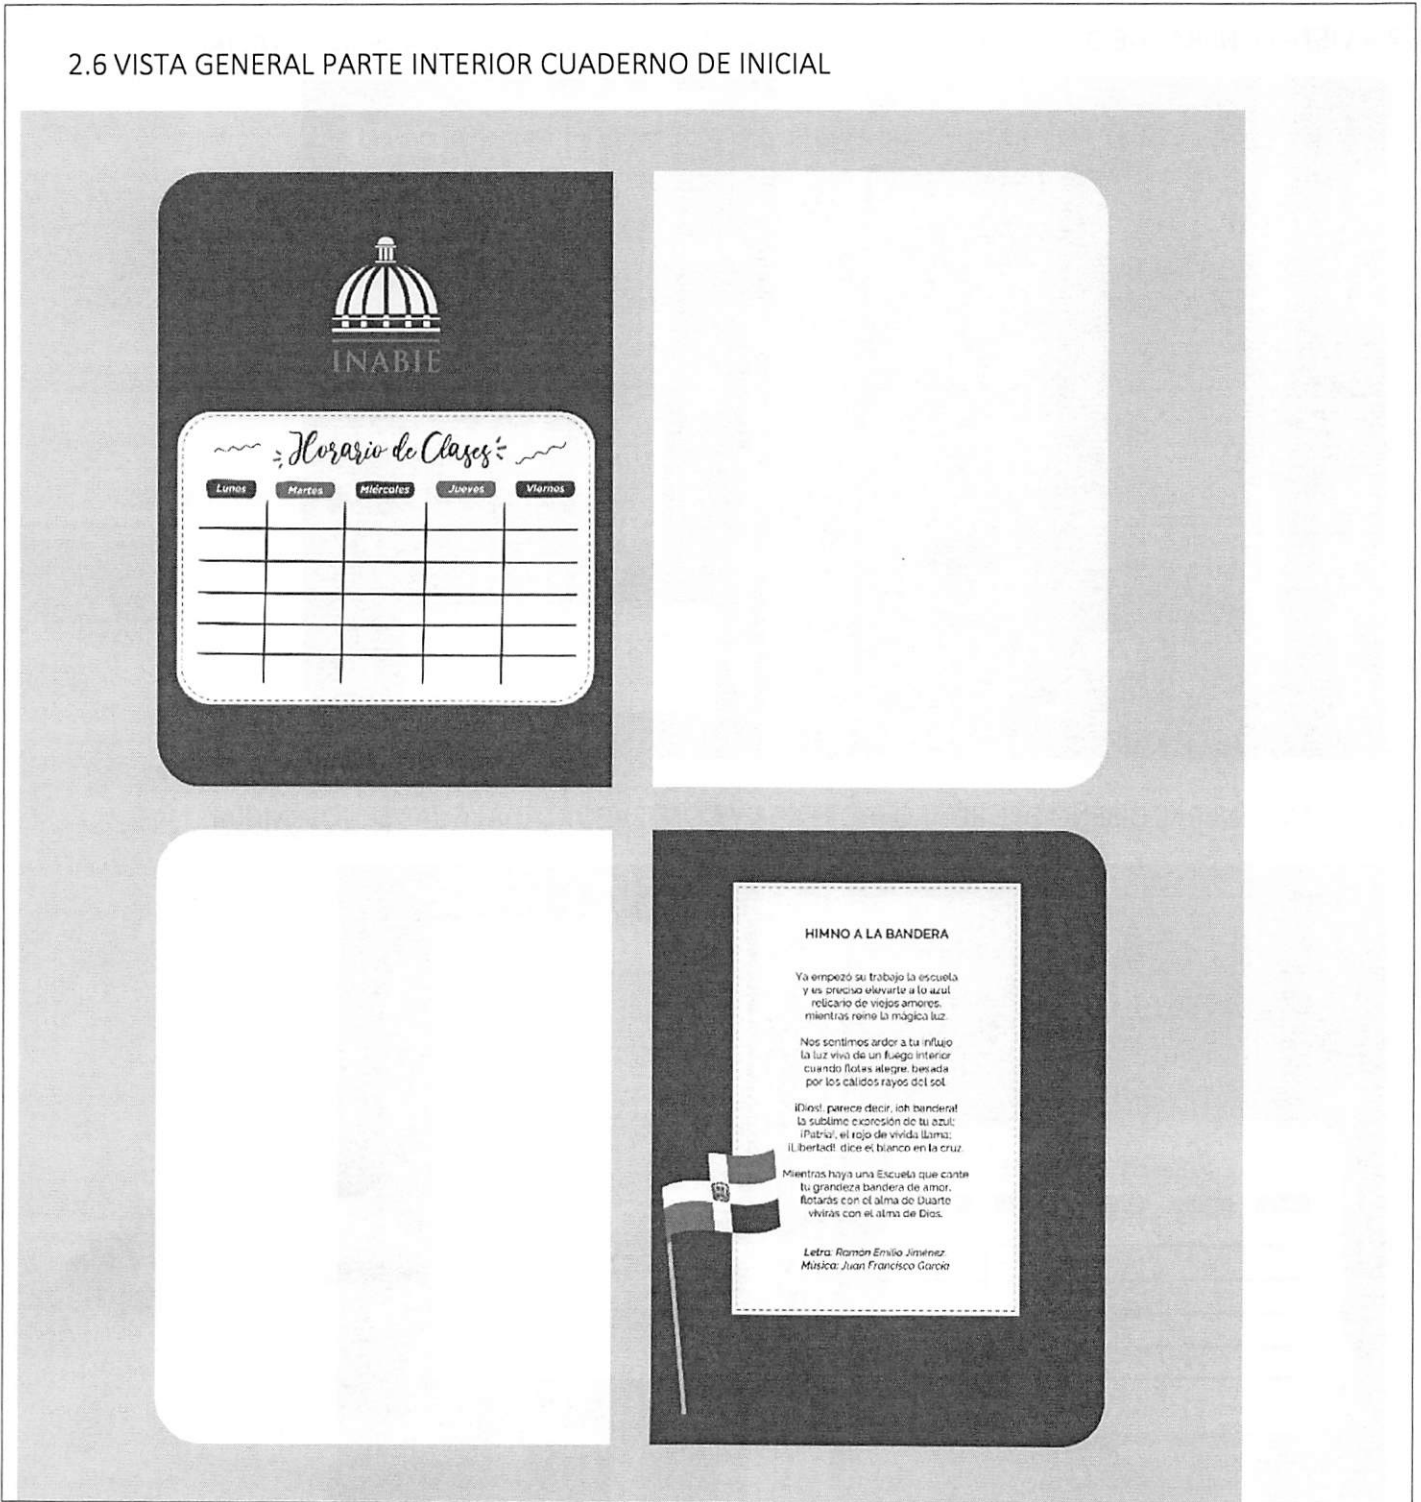 2.6 VISTA GENERAL PARTE INTERIOR CUADERNO DE INICIAL
INABIE
Horario de Clases
Lunes Martes Miércoles Jueves Viernes
HIMNO A LA BANDERA
Ya empezó su trabajo la escuela
y es preciso elevarte a lo azul
relicario de viejos amores,
mientras reine la mágica luz.
Nos sentimos arder a tu influjo
la luz viva de un fuego interior
cuando flotas alegre, besada
por los cálidos rayos del sol.
¡Dios!, parece decir, ¡oh bandera!
la sublime expresión de tu azul;
¡Patria!, el rojo de vívida llama;
¡Libertad!, dice el blanco en la cruz.
Mientras haya una Escuela que cante
tu grandeza bandera de amor,
flotarás con el alma de Duarte
vivirás con el alma de Dios.
Letra: Ramón Emilio Jiménez
Música: Juan Francisco García